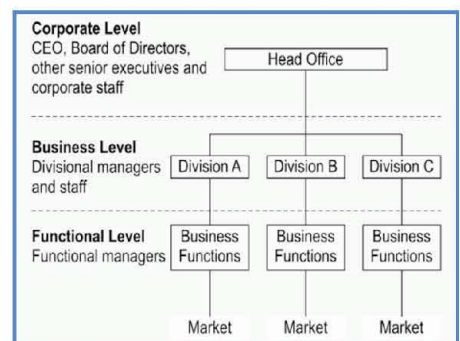 Corporate Level
CEO, Board of Directors,
other senior executives and
corporate staff
Head Office
Business Level
Divisional managers
and staff
Division A
Division B
Division C
Functional Level
Functional managers
Business
Functions
Business
Functions
Business
Functions
Market
Market
Market